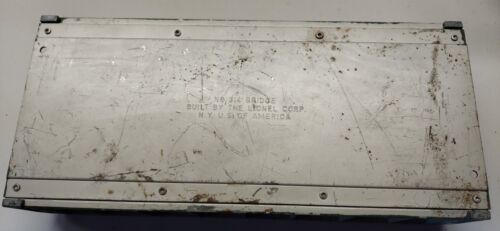 No. 314 BRIDGE
BUILT BY THE LIONEL CORP.
N.Y. U.S. OF AMERICA